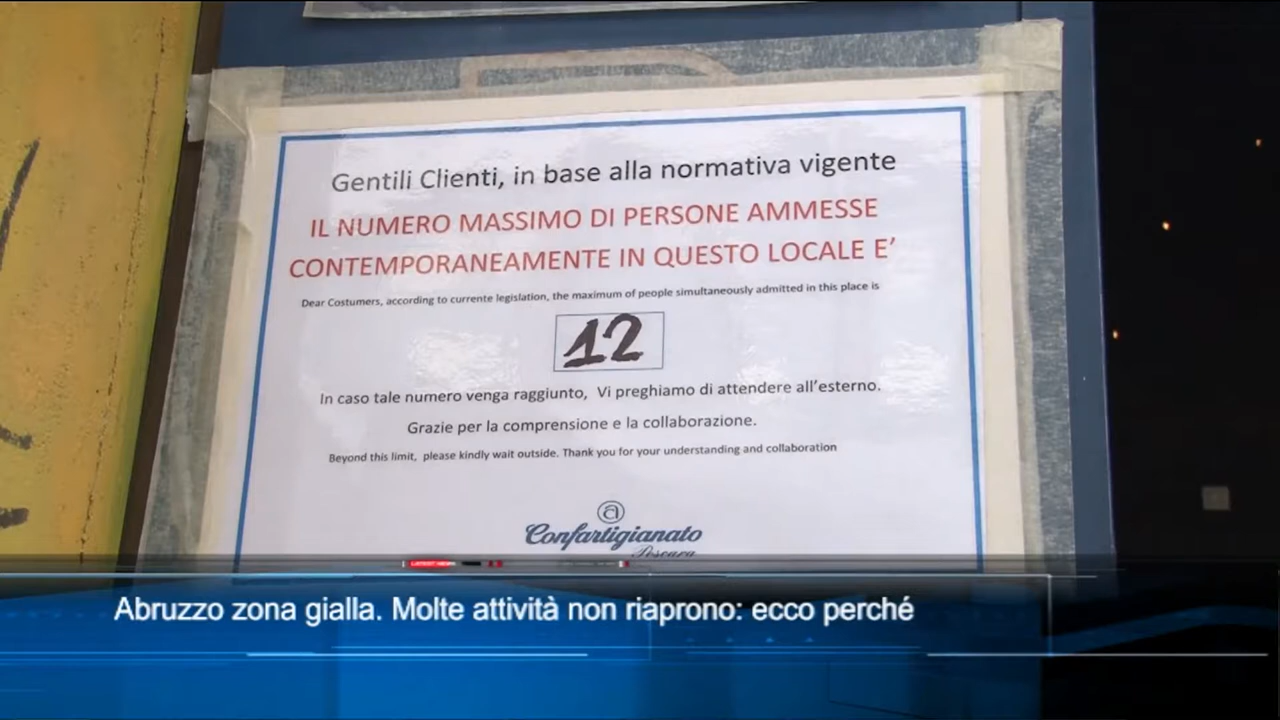 Gentili Clienti, in base alla normativa vigente
IL NUMERO MASSIMO DI PERSONE AMMESSE
CONTEMPORANEAMENTE IN QUESTO LOCALE E’
Dear Costumers, according to currente legislation, the maximum of people simultaneously admitted in this place is
12
In caso tale numero venga raggiunto, Vi preghiamo di attendere all’esterno.
Grazie per la comprensione e la collaborazione.
Beyond this limit, please kindly wait outside. Thank you for your understanding and collaboration
a
Confartigianato
Pescara
LATEST NEWS
Abruzzo zona gialla. Molte attività non riaprono: ecco perché